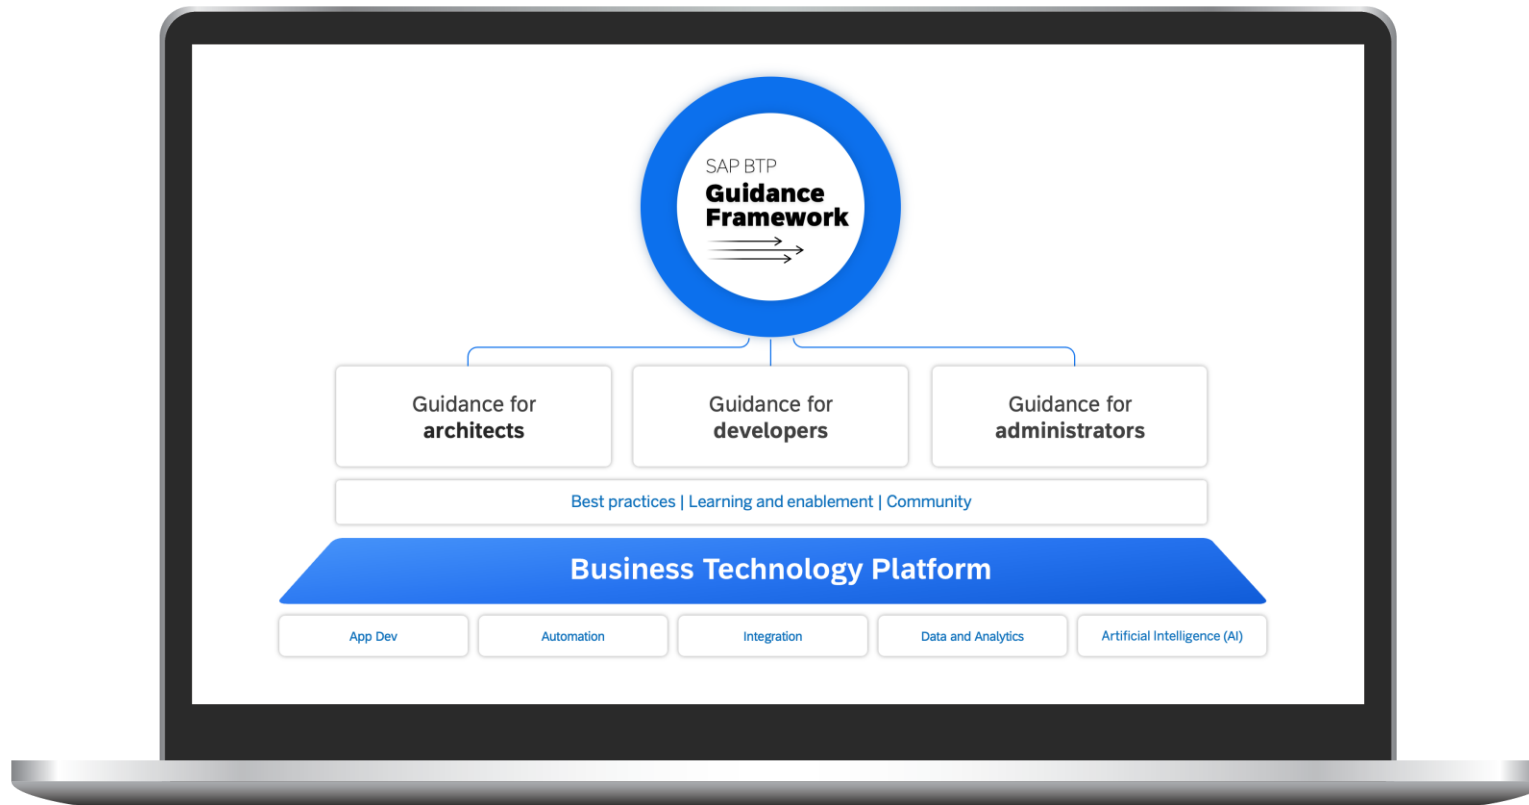 SAP BTP
Guidance
Framework
Guidance for
architects
Guidance for
developers
Guidance for
administrators
Best practices | Learning and enablement | Community
Business Technology Platform
App Dev
Automation
Integration
Data and Analytics
Artificial Intelligence (AI)